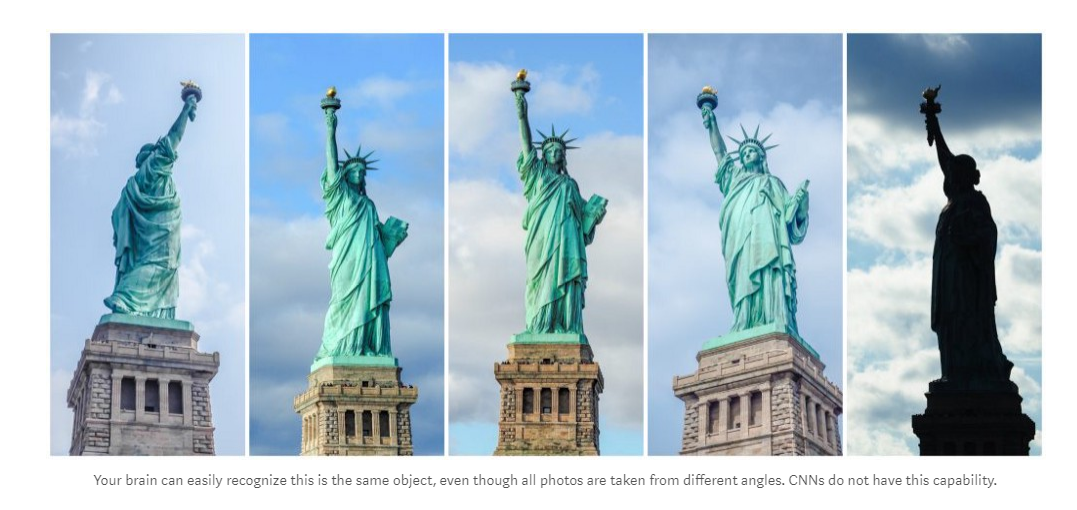 Your brain can easily recognize this is the same object, even though all photos are taken from different angles. CNNs do not have this capability.